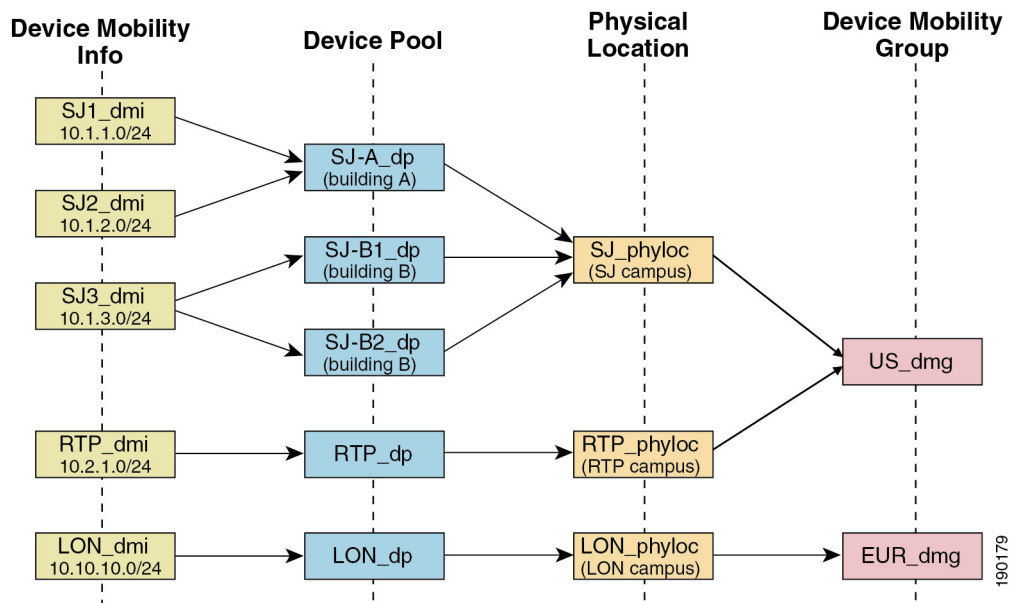 Device Mobility
Info
Device Pool
Physical
Location
Device Mobility
Group
SJ1_dmi
10.1.1.0/24
SJ-A_dp
(building A)
SJ2_dmi
10.1.2.0/24
SJ-B1_dp
(building B)
SJ_phyloc
(SJ campus)
SJ3_dmi
10.1.3.0/24
SJ-B2_dp
(building B)
US_dmg
RTP_dmi
10.2.1.0/24
RTP_dp
RTP_phyloc
(RTP campus)
LON_dmi
10.10.10.0/24
LON_dp
LON_phyloc
(LON campus)
EUR_dmg
190179